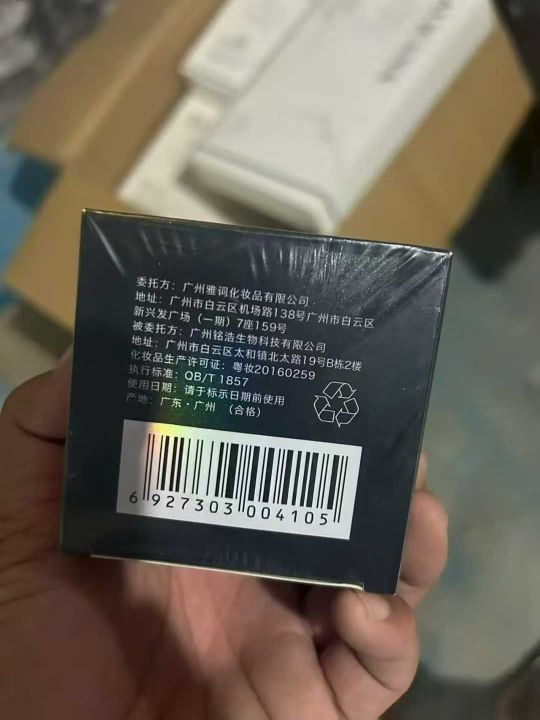 委托方：广州雅词化妆品有限公司
地址：广州市白云区机场路138号广州市白云区
新兴发广场（一期）7座159号
被委托方：广州铭浩生物科技有限公司
地址：广州市白云区太和镇北太路19号B栋2楼
化妆品生产许可证：粤妆20160259
执行标准：QB/T 1857
使用日期：请于标示日期前使用
产地：广东·广州 （合格）
6 927303 004105